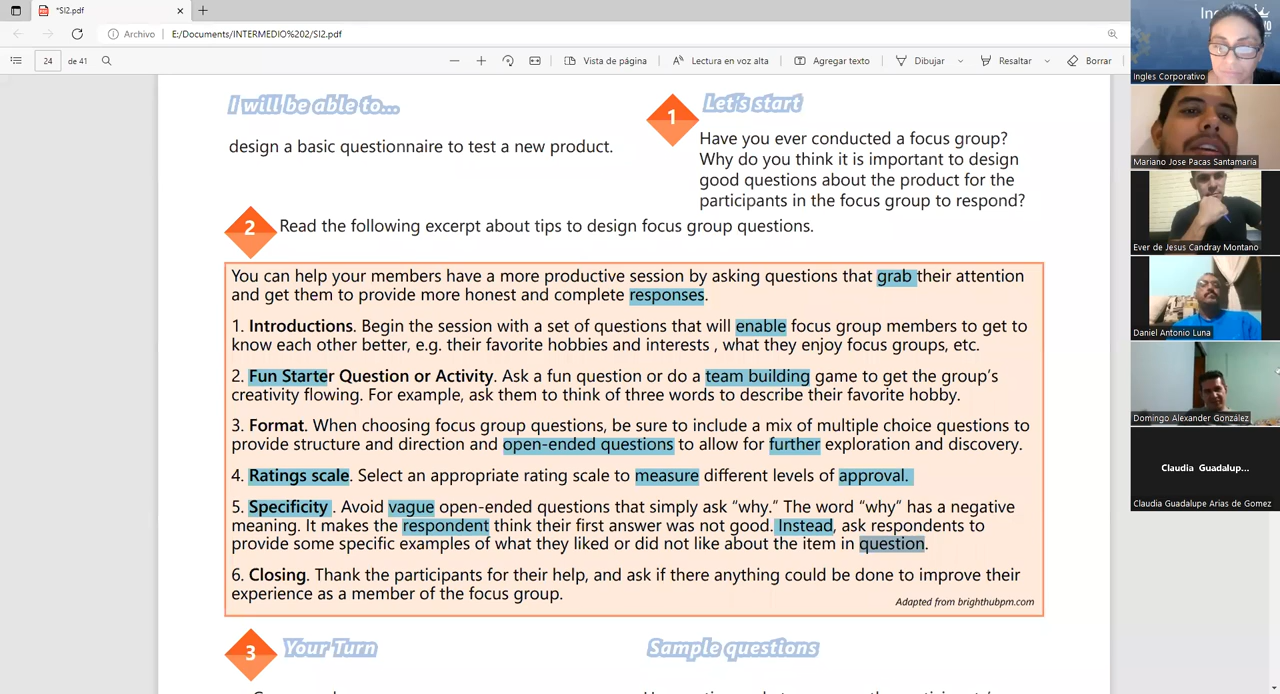 *SI2.pdf
Archivo E:/Documents/INTERMEDIO%202/SI2.pdf
24 de 41
Vista de página
Lectura en voz alta
Agregar texto
Dibujar
Resaltar
Borrar
I will be able to...
design a basic questionnaire to test a new product.
1
Let's start
Have you ever conducted a focus group?
Why do you think it is important to design
good questions about the product for the
participants in the focus group to respond?
2
Read the following excerpt about tips to design focus group questions.
You can help your members have a more productive session by asking questions that grab their attention
and get them to provide more honest and complete responses.
1. Introductions. Begin the session with a set of questions that will enable focus group members to get to
know each other better, e.g. their favorite hobbies and interests , what they enjoy focus groups, etc.
2. Fun Starter Question or Activity. Ask a fun question or do a team building game to get the group's
creativity flowing. For example, ask them to think of three words to describe their favorite hobby.
3. Format. When choosing focus group questions, be sure to include a mix of multiple choice questions to
provide structure and direction and open-ended questions to allow for further exploration and discovery.
4. Ratings scale. Select an appropriate rating scale to measure different levels of approval.
5. Specificity . Avoid vague open-ended questions that simply ask “why.” The word “why” has a negative
meaning. It makes the respondent think their first answer was not good. Instead, ask respondents to
provide some specific examples of what they liked or did not like about the item in question.
6. Closing. Thank the participants for their help, and ask if there anything could be done to improve their
experience as a member of the focus group.
Adapted from brighthubpm.com
3
Your Turn
Sample questions
Ingles Corporativo
Mariano Jose Pacas Santamaría
Ever de Jesus Candray Montano
Daniel Antonio Luna
Domingo Alexander González
Claudia Guadalup...
Claudia Guadalupe Arias de Gomez